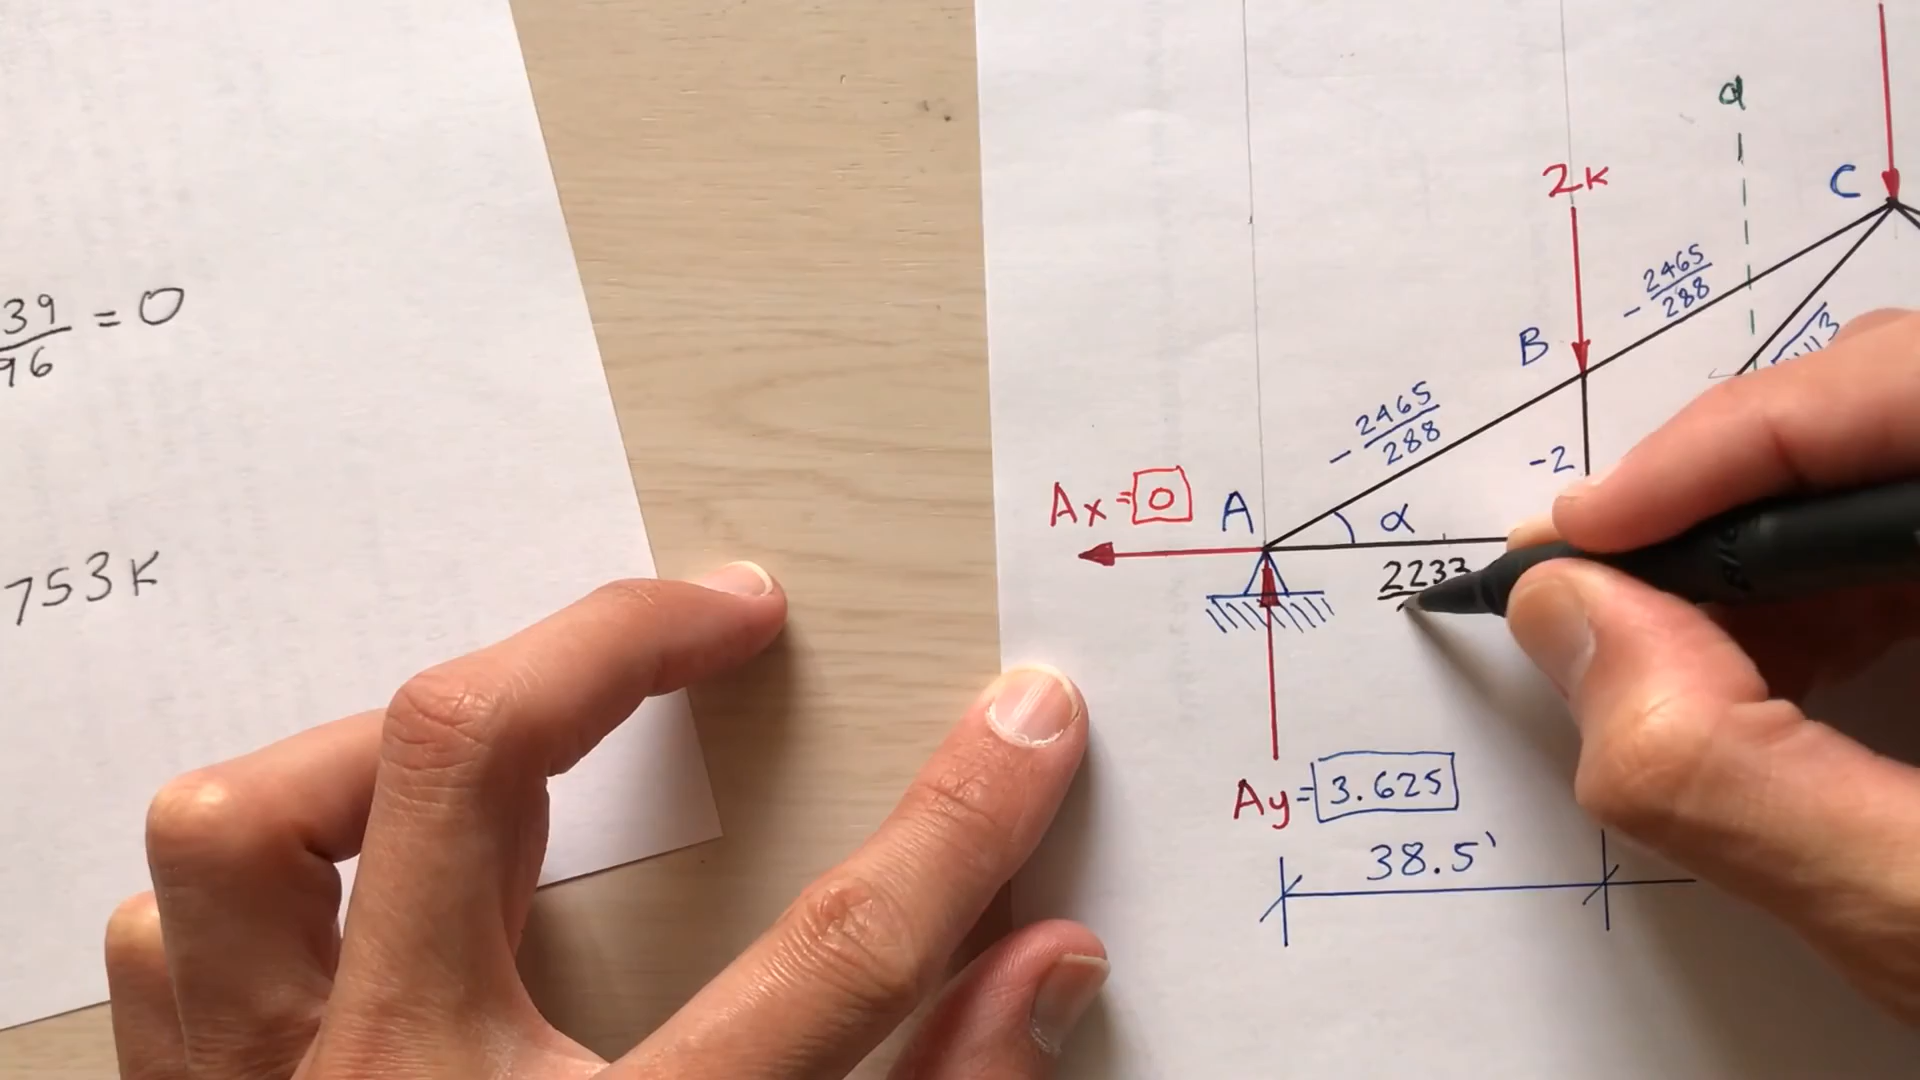 39
96
= 0
753K
a
2K
C
-2465
288
B
-2465
288
-2
Ax=0
A
α
2233
Ay=3.625
38.5'